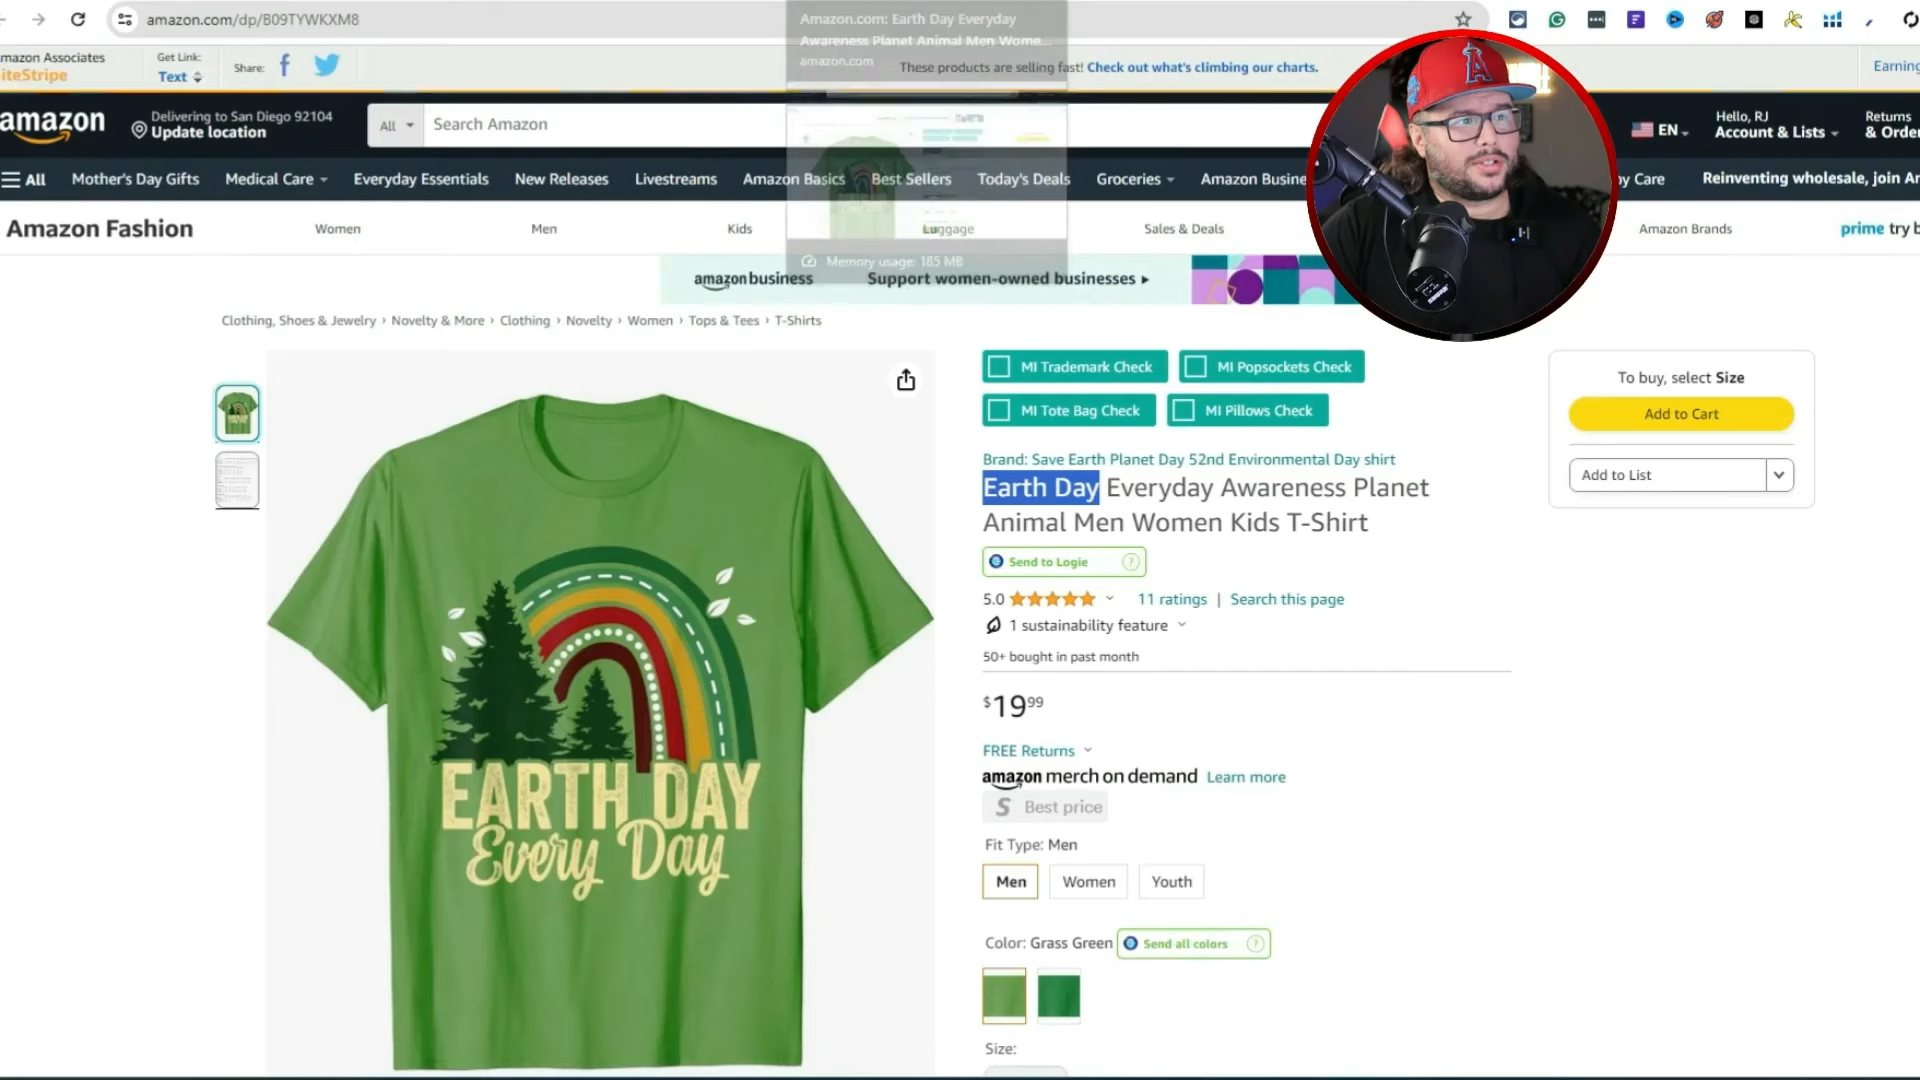 amazon.com/dp/B09TYWKXM8
Amazon.com: Earth Day Everyday
Awareness Planet Animal Men Wome...
amazon.com
mazon Associates
iteStripe
Get Link:
Text
Share:
These products are selling fast! Check out what's climbing our charts.
Earning
amazon
Delivering to San Diego 92104
Update location
All
Search Amazon
EN
Hello, RJ
Account & Lists
Returns
& Order
All
Mother's Day Gifts
Medical Care
Everyday Essentials
New Releases
Livestreams
Amazon Basics
Best Sellers
Today's Deals
Groceries
Amazon Busine
by Care
Reinventing wholesale, join Am
Amazon Fashion
Women
Men
Kids
Luggage
Sales & Deals
Amazon Brands
prime try b
Memory usage: 185 MB
amazon business
Support women-owned businesses
Clothing, Shoes & Jewelry › Novelty & More › Clothing › Novelty › Women › Tops & Tees › T-Shirts
MI Trademark Check
MI Popsockets Check
MI Tote Bag Check
MI Pillows Check
Brand: Save Earth Planet Day 52nd Environmental Day shirt
Earth Day Everyday Awareness Planet
Animal Men Women Kids T-Shirt
Send to Logie
5.0
11 ratings | Search this page
1 sustainability feature
50+ bought in past month
$19 99
FREE Returns
amazon merch on demand Learn more
S Best price
Fit Type: Men
Men
Women
Youth
Color: Grass Green
Send all colors
Size:
To buy, select Size
Add to Cart
Add to List
EARTH DAY
Every Day